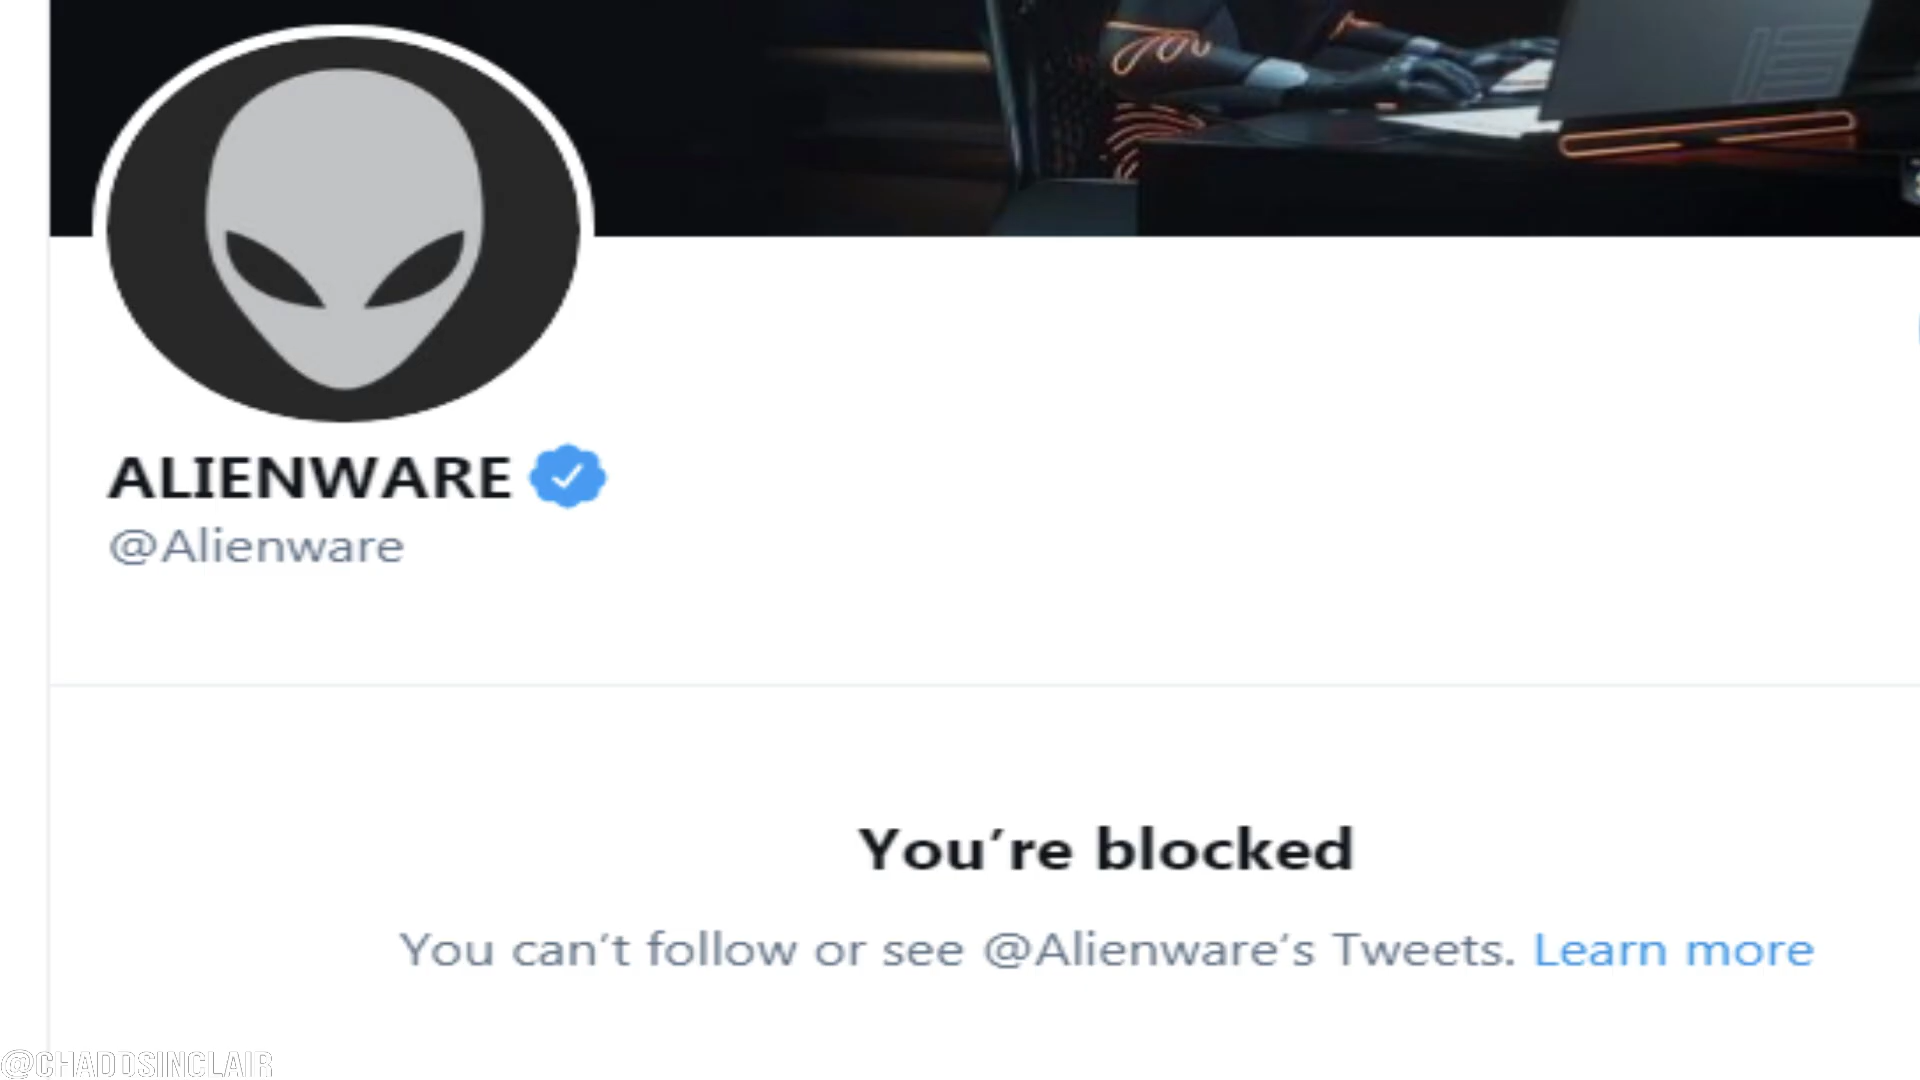 ALIENWARE
@Alienware
You’re blocked
You can’t follow or see @Alienware’s Tweets. Learn more
@CHADDSINCLAIR